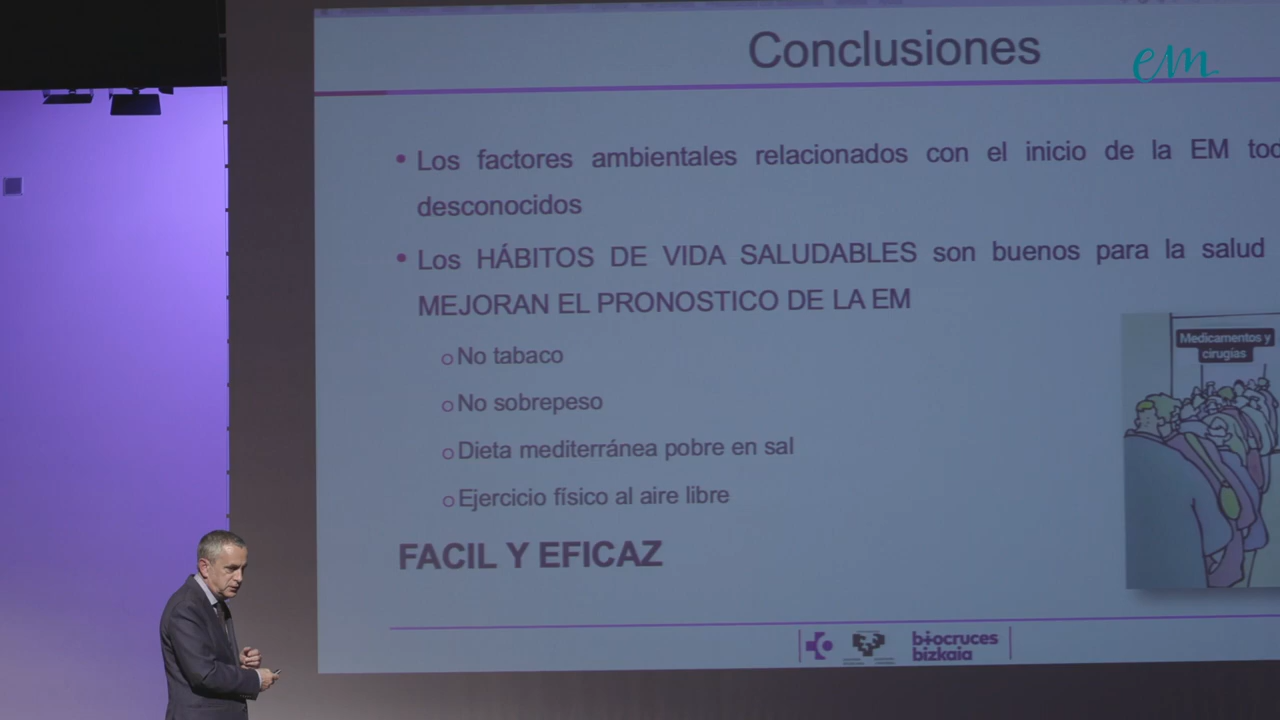 Conclusiones
em
• Los factores ambientales relacionados con el inicio de la EM
desconocidos
• Los HÁBITOS DE VIDA SALUDABLES son buenos para la salud
MEJORAN EL PRONOSTICO DE LA EM
o No tabaco
o No sobrepeso
o Dieta mediterránea pobre en sal
o Ejercicio físico al aire libre
FACIL Y EFICAZ
Medicamentos y
cirugías
biocruces
bizkaia